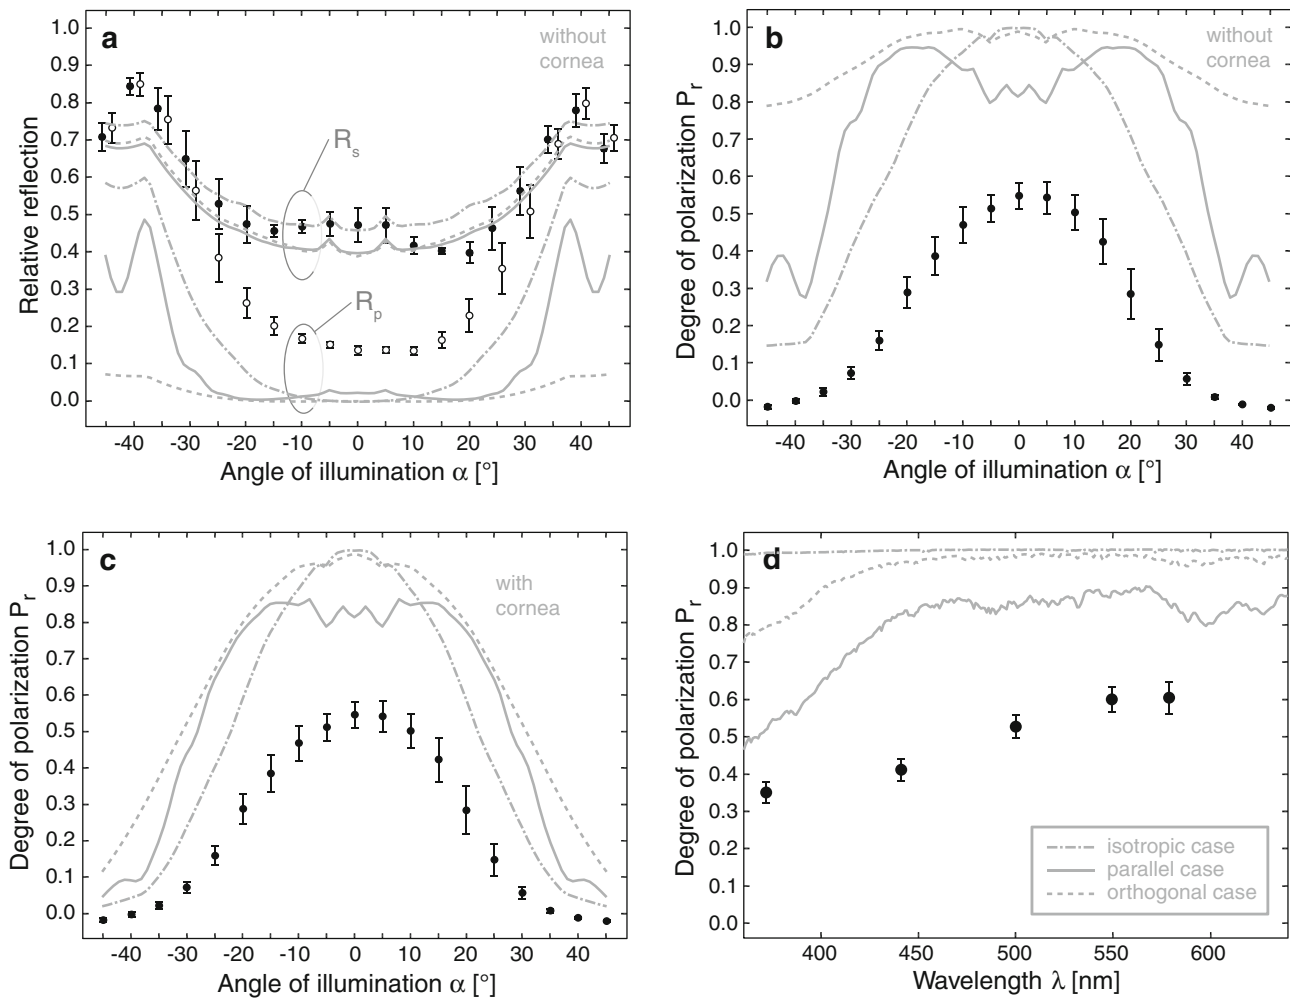 a
without
cornea
1.0
0.9
0.8
0.7
0.6
0.5
0.4
0.3
0.2
0.1
0.0
Relative reflection
Rs
Rp
-40 -30 -20 -10 0 10 20 30 40
Angle of illumination α [°]
b
without
cornea
1.0
0.9
0.8
0.7
0.6
0.5
0.4
0.3
0.2
0.1
0.0
Degree of polarization Pr
-40 -30 -20 -10 0 10 20 30 40
Angle of illumination α [°]
c
with
cornea
1.0
0.9
0.8
0.7
0.6
0.5
0.4
0.3
0.2
0.1
0.0
Degree of polarization Pr
-40 -30 -20 -10 0 10 20 30 40
Angle of illumination α [°]
d
1.0
0.9
0.8
0.7
0.6
0.5
0.4
0.3
0.2
0.1
0.0
Degree of polarization Pr
isotropic case
parallel case
orthogonal case
400 450 500 550 600
Wavelength λ [nm]